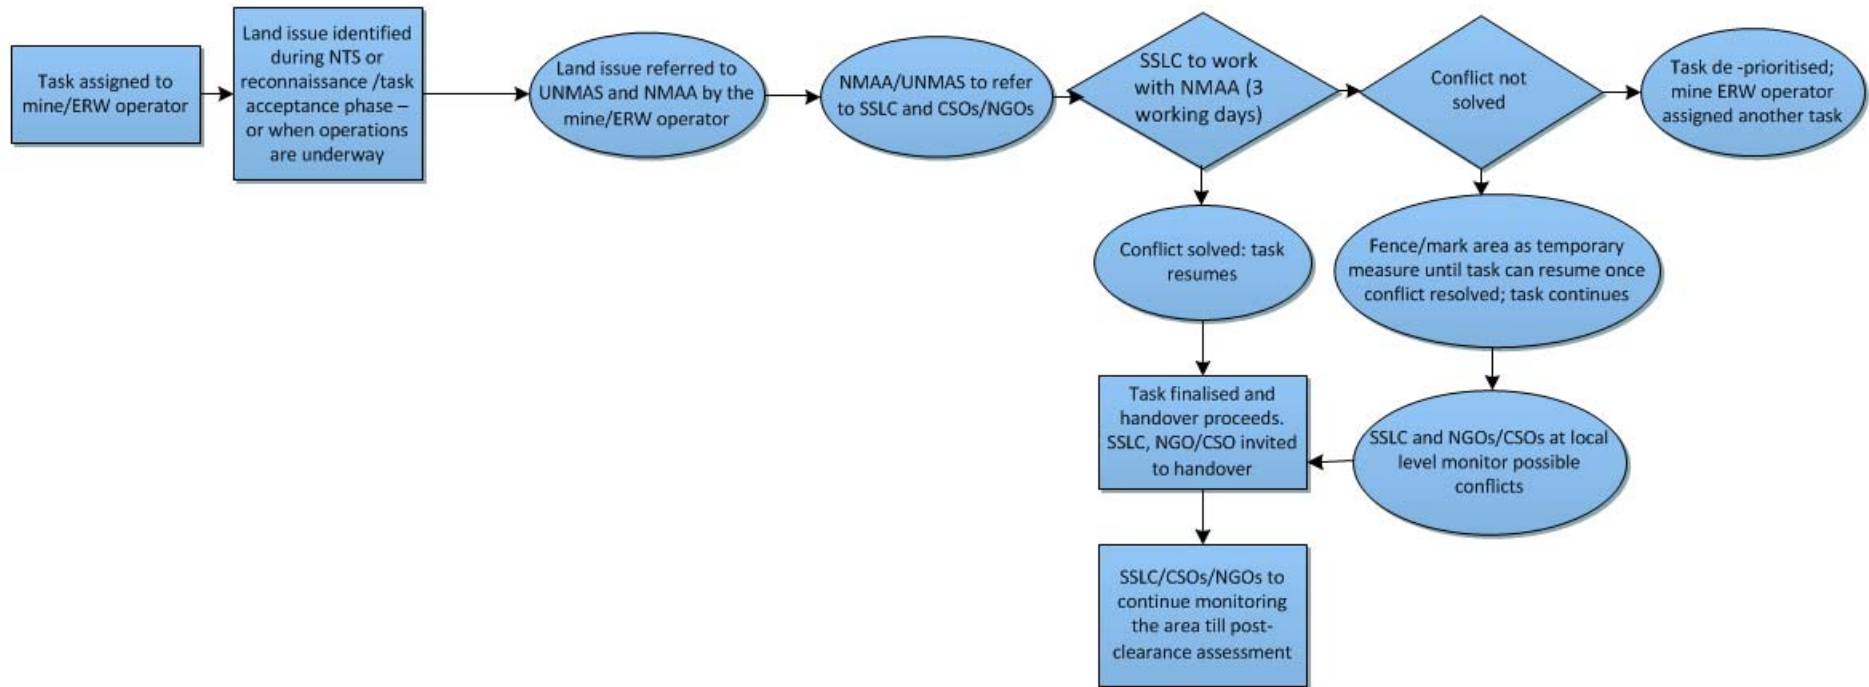 Task assigned to
mine/ERW operator
Land issue identified
during NTS or
reconnaissance /task
acceptance phase –
or when operations
are underway
Land issue referred to
UNMAS and NMAA by the
mine/ERW operator
NMAA/UNMAS to refer
to SSLC and CSOs/NGOs
SSLC to work
with NMAA (3
working days)
Conflict not
solved
Task de -prioritised;
mine ERW operator
assigned another task
Conflict solved: task
resumes
Fence/mark area as temporary
measure until task can resume once
conflict resolved; task continues
Task finalised and
handover proceeds.
SSLC, NGO/CSO invited
to handover
SSLC and NGOs/CSOs at local
level monitor possible
conflicts
SSLC/CSOs/NGOs to
continue monitoring
the area till post-
clearance assessment